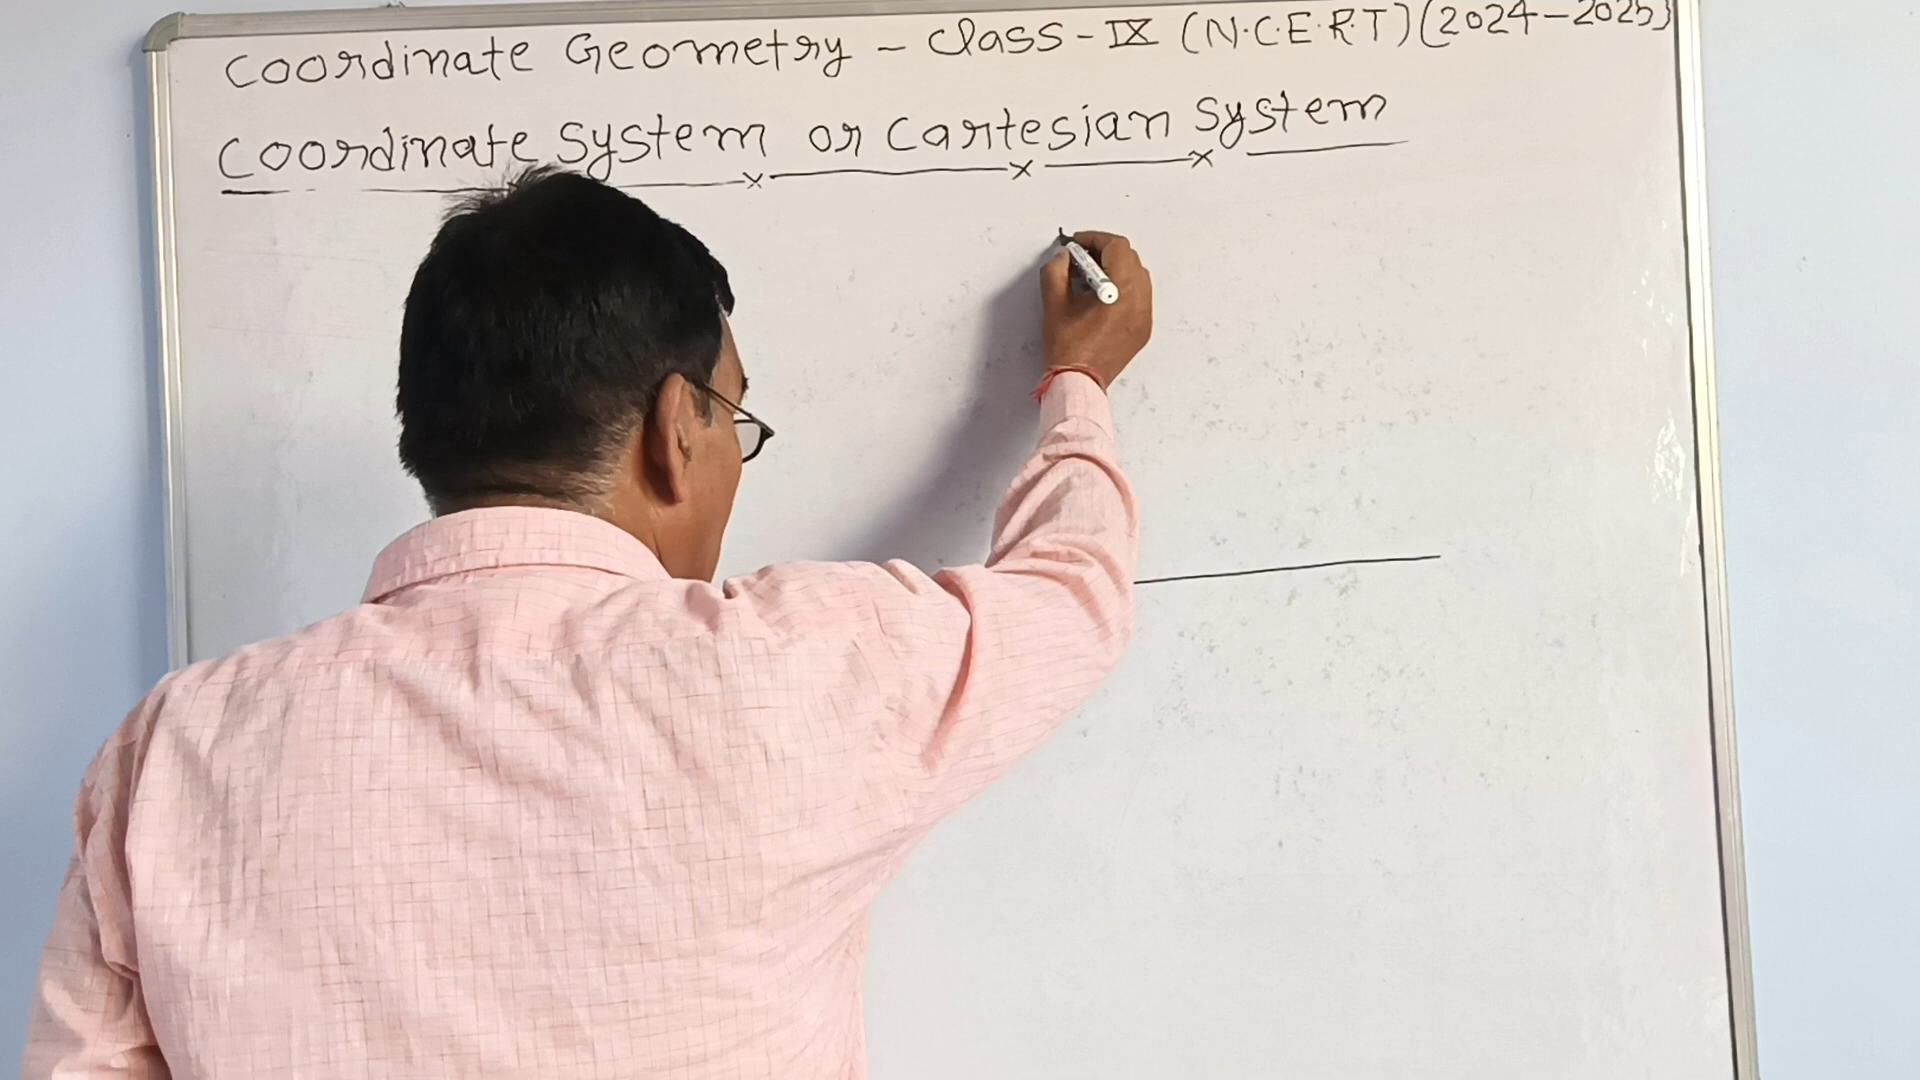 Coordinate Geometry - Class - IX (N.C.E.R.T) (2024-2025)
Coordinate System or Cartesian System